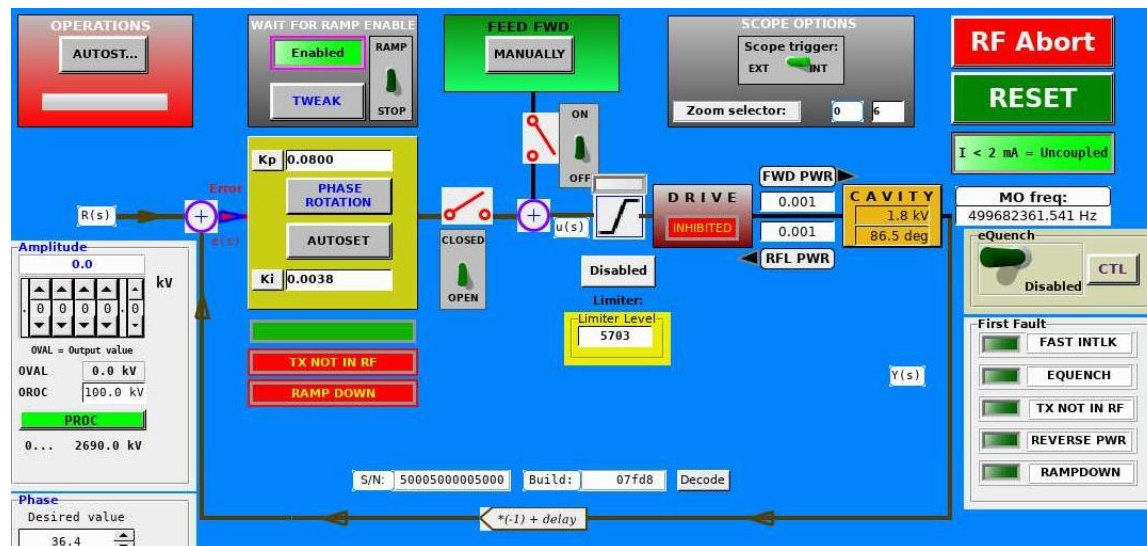 OPERATIONS
AUTOST...
WAIT FOR RAMP ENABLE
Enabled
TWEAK
RAMP
STOP
FEED FWD
MANUALLY
ON
OFF
SCOPE OPTIONS
Scope trigger:
EXT INT
Zoom selector: 0 6
RF Abort
RESET
I < 2 mA = Uncoupled
MO freq:
499682361.541 Hz
eQuench
Disabled
CTL
First Fault
FAST INTLK
EQUENCH
TX NOT IN RF
REVERSE PWR
RAMPDOWN
R(s)
Error
e(s)
Kp 0.0800
PHASE
ROTATION
AUTOSET
Ki 0.0038
TX NOT IN RF
RAMP DOWN
CLOSED
OPEN
u(s)
Disabled
Limiter:
Limiter Level
5703
DRIVE
INHIBITED
FWD PWR
0.001
0.001
RFL PWR
CAVITY
1.8 kV
86.5 deg
Y(s)
Amplitude
0.0
kV
. 0 0 0 0 . 0
OVAL = Output value
OVAL 0.0 kV
OROC 100.0 kV
PROC
0... 2690.0 kV
S/N: 50005000005000 Build: 07fd8 Decode
*(-1) + delay
Phase
Desired value
36.4